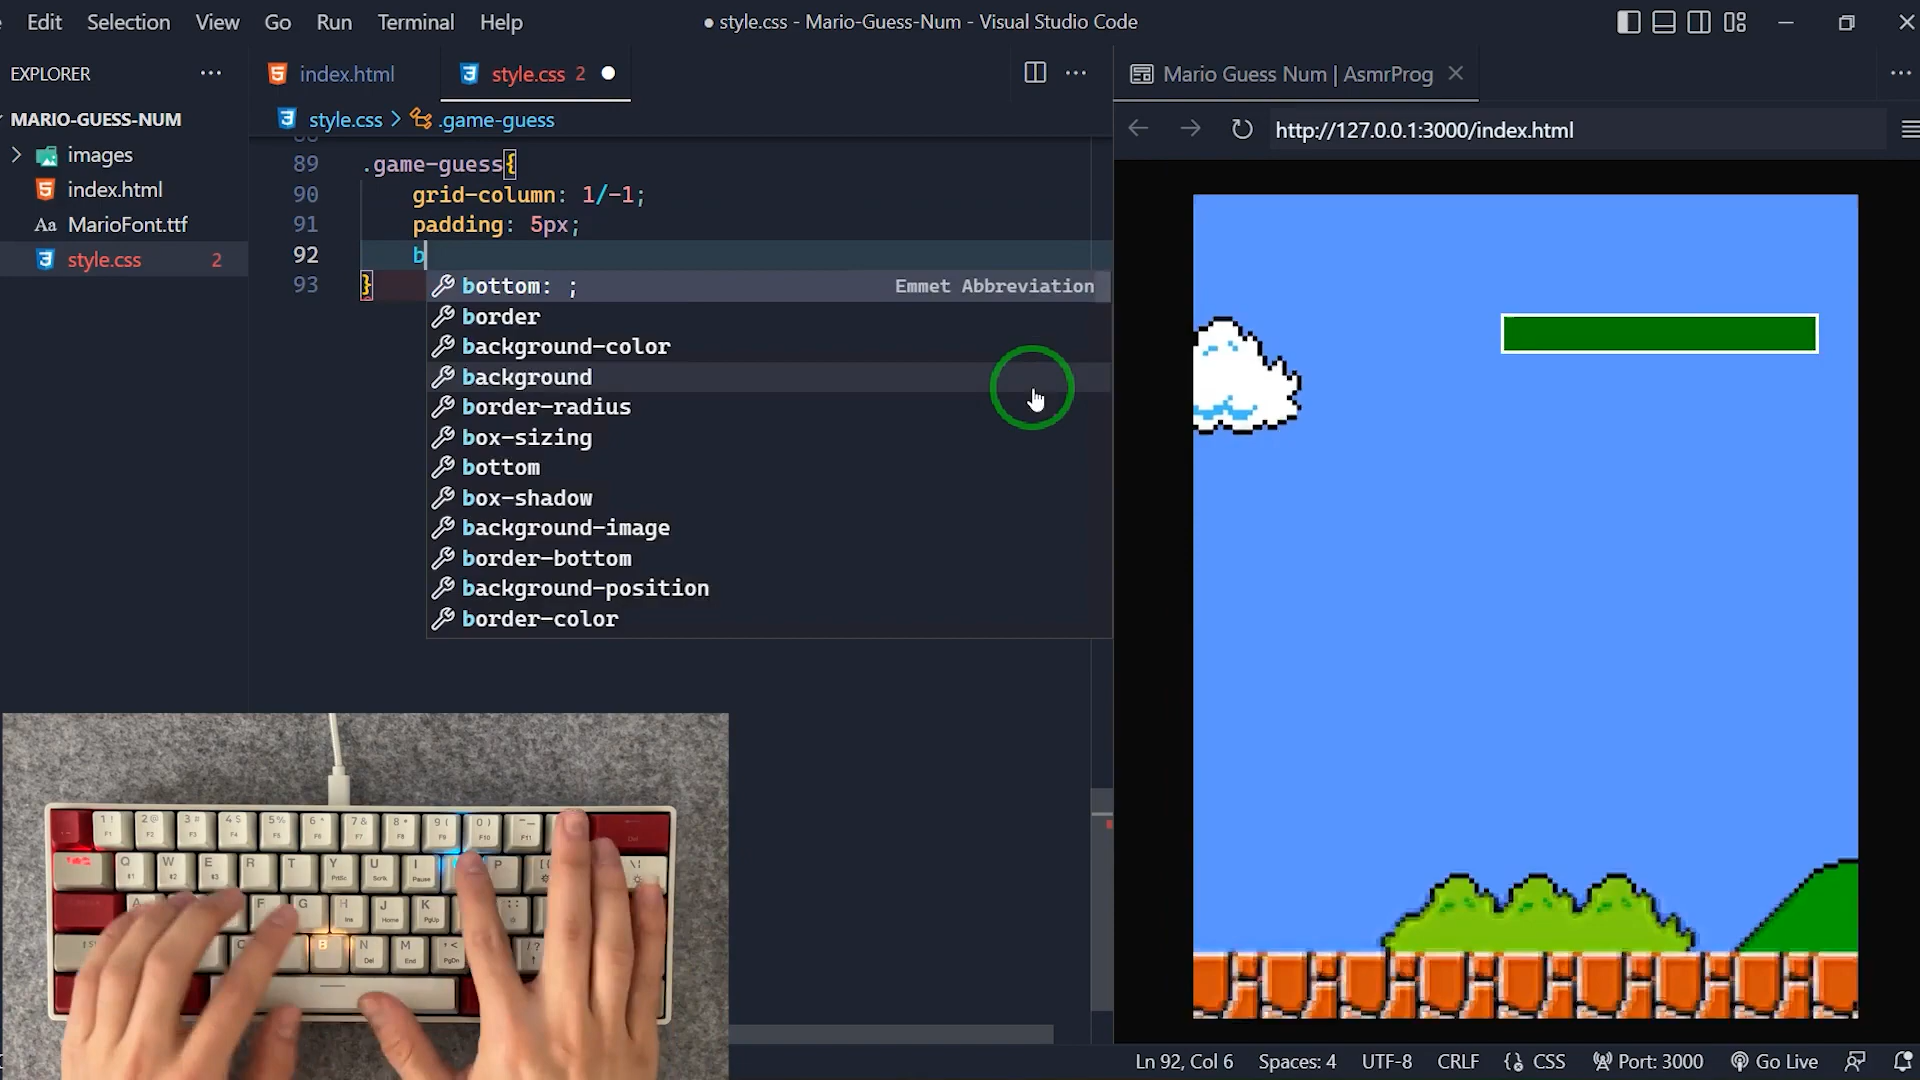 Edit Selection View Go Run Terminal Help
● style.css - Mario-Guess-Num - Visual Studio Code
EXPLORER
MARIO-GUESS-NUM
images
index.html
MarioFont.ttf
style.css 2
index.html
style.css 2
style.css > .game-guess
89 .game-guess{
90 grid-column: 1/-1;
91 padding: 5px;
92 b
93 }
bottom: ; Emmet Abbreviation
border
background-color
background
border-radius
box-sizing
bottom
box-shadow
background-image
border-bottom
background-position
border-color
Mario Guess Num | AsmrProg
http://127.0.0.1:3000/index.html
Ln 92, Col 6 Spaces: 4 UTF-8 CRLF CSS Port: 3000 Go Live